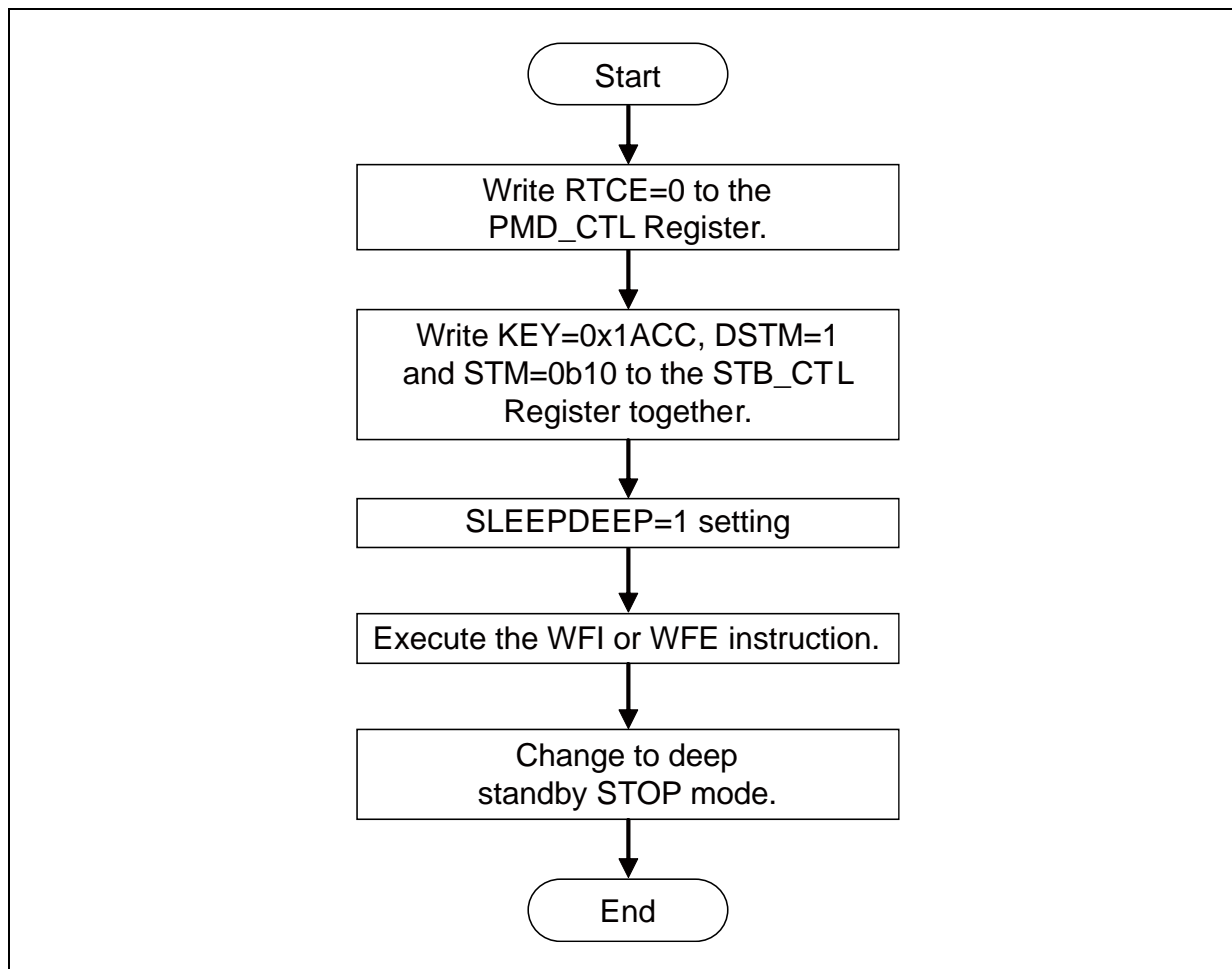 Start
Write RTCE=0 to the
PMD_CTL Register.
Write KEY=0x1ACC, DSTM=1
and STM=0b10 to the STB_CTL
Register together.
SLEEPDEEP=1 setting
Execute the WFI or WFE instruction.
Change to deep
standby STOP mode.
End